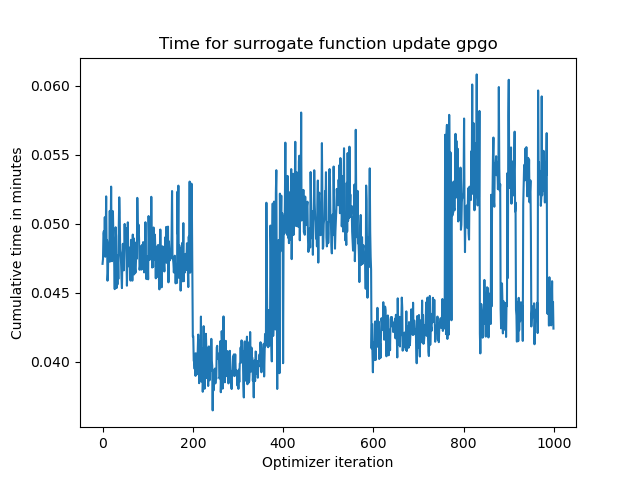 Time for surrogate function update gpgo
0.060
0.055
0.050
0.045
0.040
Cumulative time in minutes
0 200 400 600 800 1000
Optimizer iteration